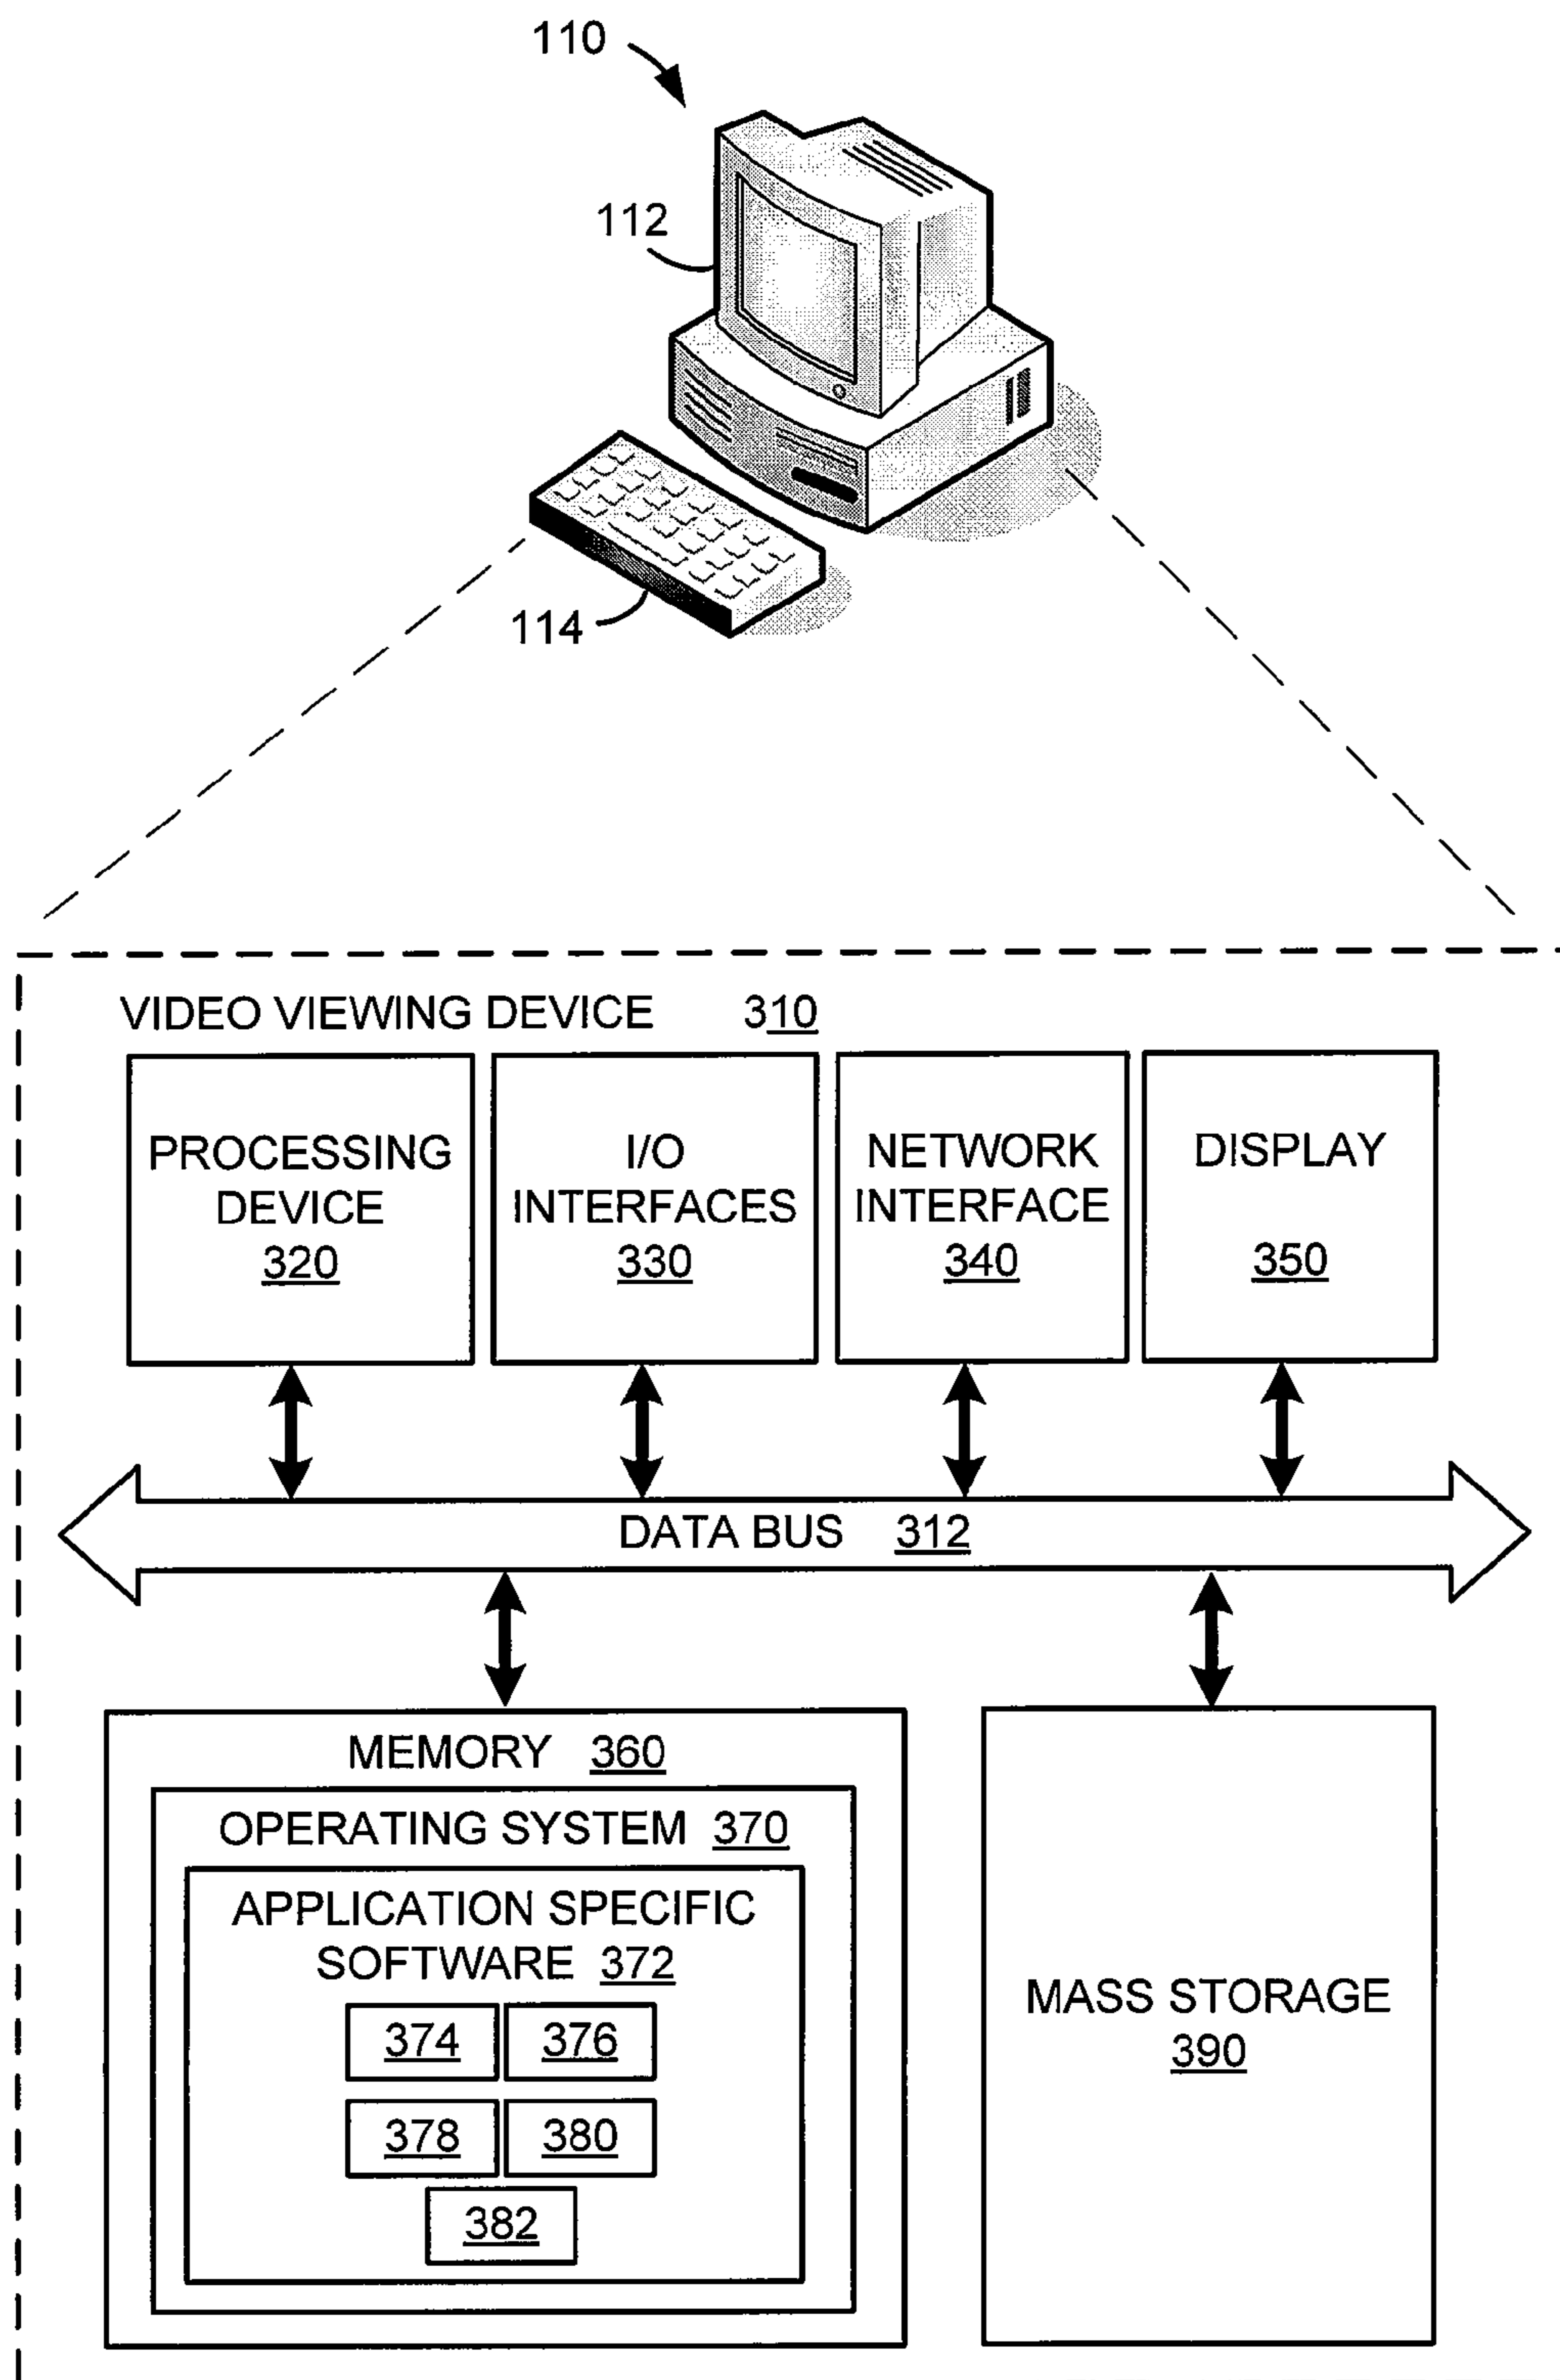 110
112
114
VIDEO VIEWING DEVICE 310
PROCESSING
DEVICE
320
I/O
INTERFACES
330
NETWORK
INTERFACE
340
DISPLAY
350
DATA BUS 312
MEMORY 360
OPERATING SYSTEM 370
APPLICATION SPECIFIC
SOFTWARE 372
374
376
378
380
382
MASS STORAGE
390